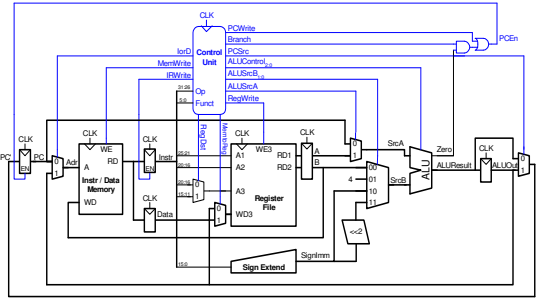 CLK
PCWrite
Branch
PCEn
IorD
Control
Unit
PCSrc
MemWrite
ALUControl2:0
IRWrite
ALUSrcB1:0
31:26
Op
ALUSrcA
5:0
Funct
RegWrite
RegDst
MemtoReg
CLK
CLK
CLK
CLK
CLK
CLK
PC'
PC
EN
0
1
Adr
WE
A
RD
Instr / Data
Memory
WD
EN
Instr
25:21
A1
WE3
RD1
A
20:16
A2
RD2
B
0
1
SrcA
Zero
ALU
ALUResult
ALUOut
0
1
20:16
15:11
0
1
A3
Register
File
4
00
01
10
11
SrcB
CLK
Data
0
1
WD3
<<2
SignImm
15:0
Sign Extend